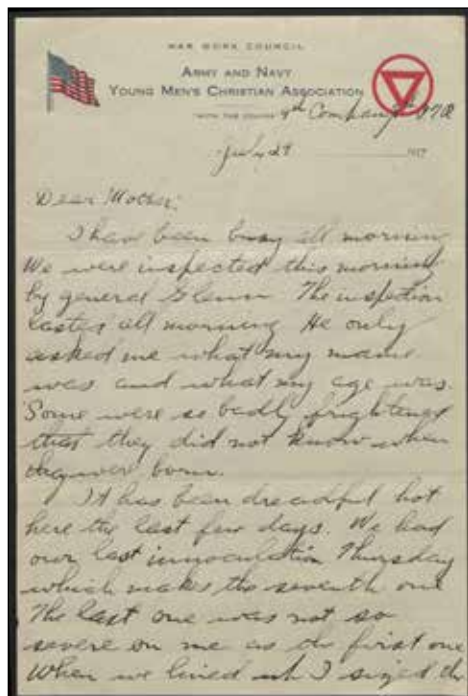 WAR WORK COUNCIL
ARMY AND NAVY
YOUNG MEN'S CHRISTIAN ASSOCIATION
"WITH THE COLORS"
July 29 1917
Dear Mother:
I have been busy all morning
We were inspected this morning
by general Glenn. The inspection
lasted all morning He only
asked me what my name
was and what my age was.
Some were so badly frightened
that they did not know when
they were born.
It has been dreadful hot
here the last few days. We had
our last innoculation Thursday
which makes the seventh one
The last one was not so
severe on me as the first one
When we lined up I sized the